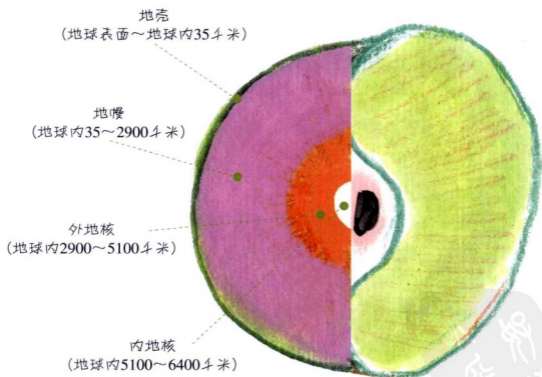 地壳
(地球表面～地球内35千米)
地幔
(地球内35～2900千米)
外地核
(地球内2900～5100千米)
内地核
(地球内5100～6400千米)